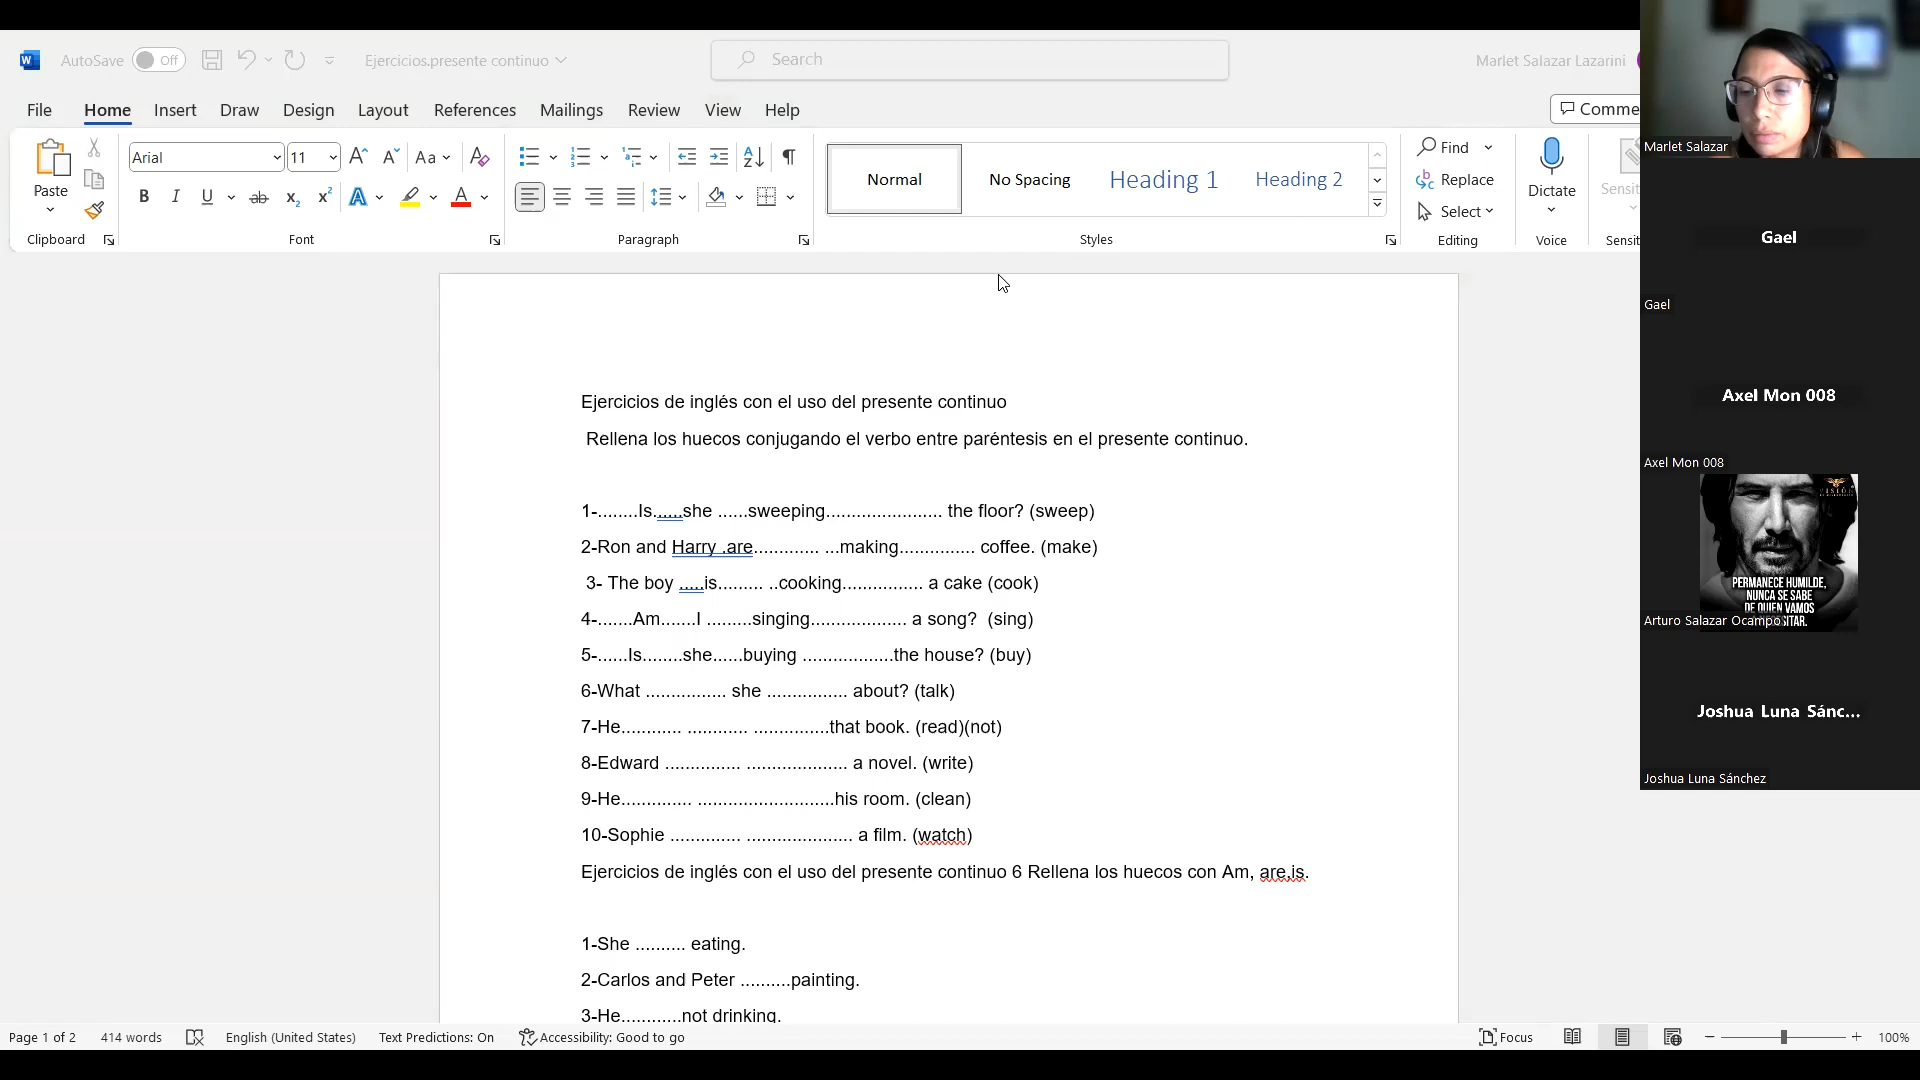 AutoSave Off
Ejercicios.presente continuo
Search
Marlet Salazar Lazarini
File Home Insert Draw Design Layout References Mailings Review View Help
Comme
Paste
Clipboard
Arial 11
Font
Paragraph
Normal No Spacing Heading 1 Heading 2
Styles
Find
Replace
Select
Editing
Dictate
Voice
Sensit
Sensit
Ejercicios de inglés con el uso del presente continuo
Rellena los huecos conjugando el verbo entre paréntesis en el presente continuo.
1-........Is......she ......sweeping....................... the floor? (sweep)
2-Ron and Harry .are............. ...making............... coffee. (make)
3- The boy .....is......... ..cooking................ a cake (cook)
4-.......Am.......I .........singing................... a song?  (sing)
5-......Is........she......buying ..................the house? (buy)
6-What ................ she ................ about? (talk)
7-He............ ............ ...............that book. (read)(not)
8-Edward ............... .................... a novel. (write)
9-He.............. ...........................his room. (clean)
10-Sophie .............. ..................... a film. (watch)
Ejercicios de inglés con el uso del presente continuo 6 Rellena los huecos con Am, are,is.
1-She .......... eating.
2-Carlos and Peter ..........painting.
3-He............not drinking.
Page 1 of 2 414 words English (United States) Text Predictions: On Accessibility: Good to go Focus 100%
Marlet Salazar
Gael
Gael
Axel Mon 008
Axel Mon 008
PERMANECE HUMILDE,
NUNCA SE SABE
DE QUIEN VAMOS
Arturo Salazar Ocampo
SITAR.
Joshua Luna Sánc...
Joshua Luna Sánchez